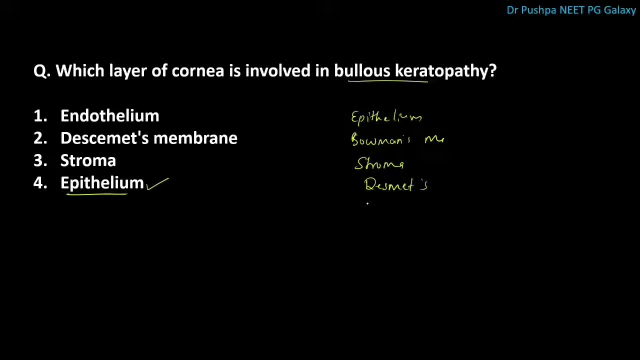 Dr Pushpa NEET PG Galaxy
Q. Which layer of cornea is involved in bullous keratopathy?
1. Endothelium
2. Descemet's membrane
3. Stroma
4. Epithelium
Epithelium
Bowman's Me
Stroma
Desmet's